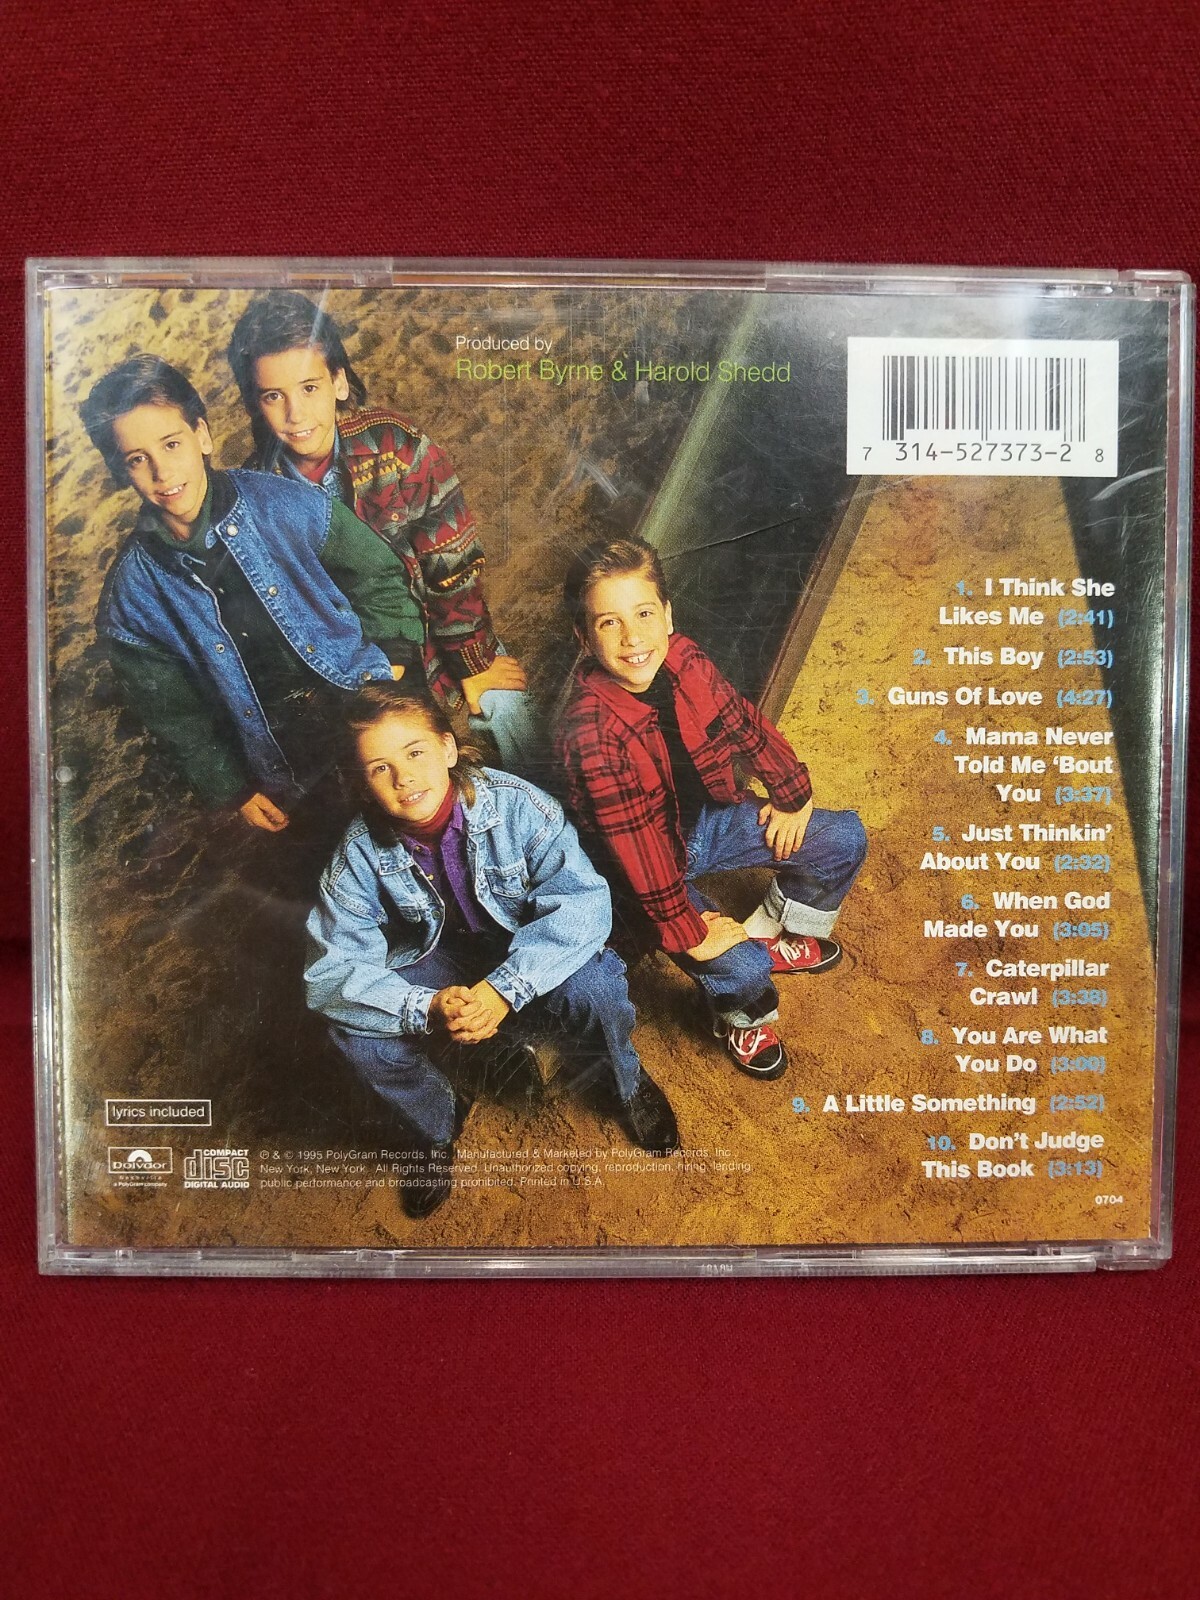 Produced by
Robert Byrne & Harold Shedd
7 314-527373-2 8
1. I Think She
Likes Me (2:41)
2. This Boy (2:53)
3. Guns Of Love (4:27)
4. Mama Never
Told Me ‘Bout
You (3:37)
5. Just Thinkin’
About You (2:32)
6. When God
Made You (3:05)
7. Caterpillar
Crawl (3:38)
8. You Are What
You Do (3:00)
9. A Little Something (2:52)
10. Don't Judge
This Book (3:13)
0704
lyrics included
Polydor
Nashville
a PolyGram company
COMPACT
disc
DIGITAL AUDIO
℗ & © 1995 PolyGram Records, Inc. Manufactured & Marketed by PolyGram Records, Inc.,
New York, New York. All Rights Reserved. Unauthorized copying, reproduction, hiring, lending,
public performance and broadcasting prohibited. Printed in U.S.A.